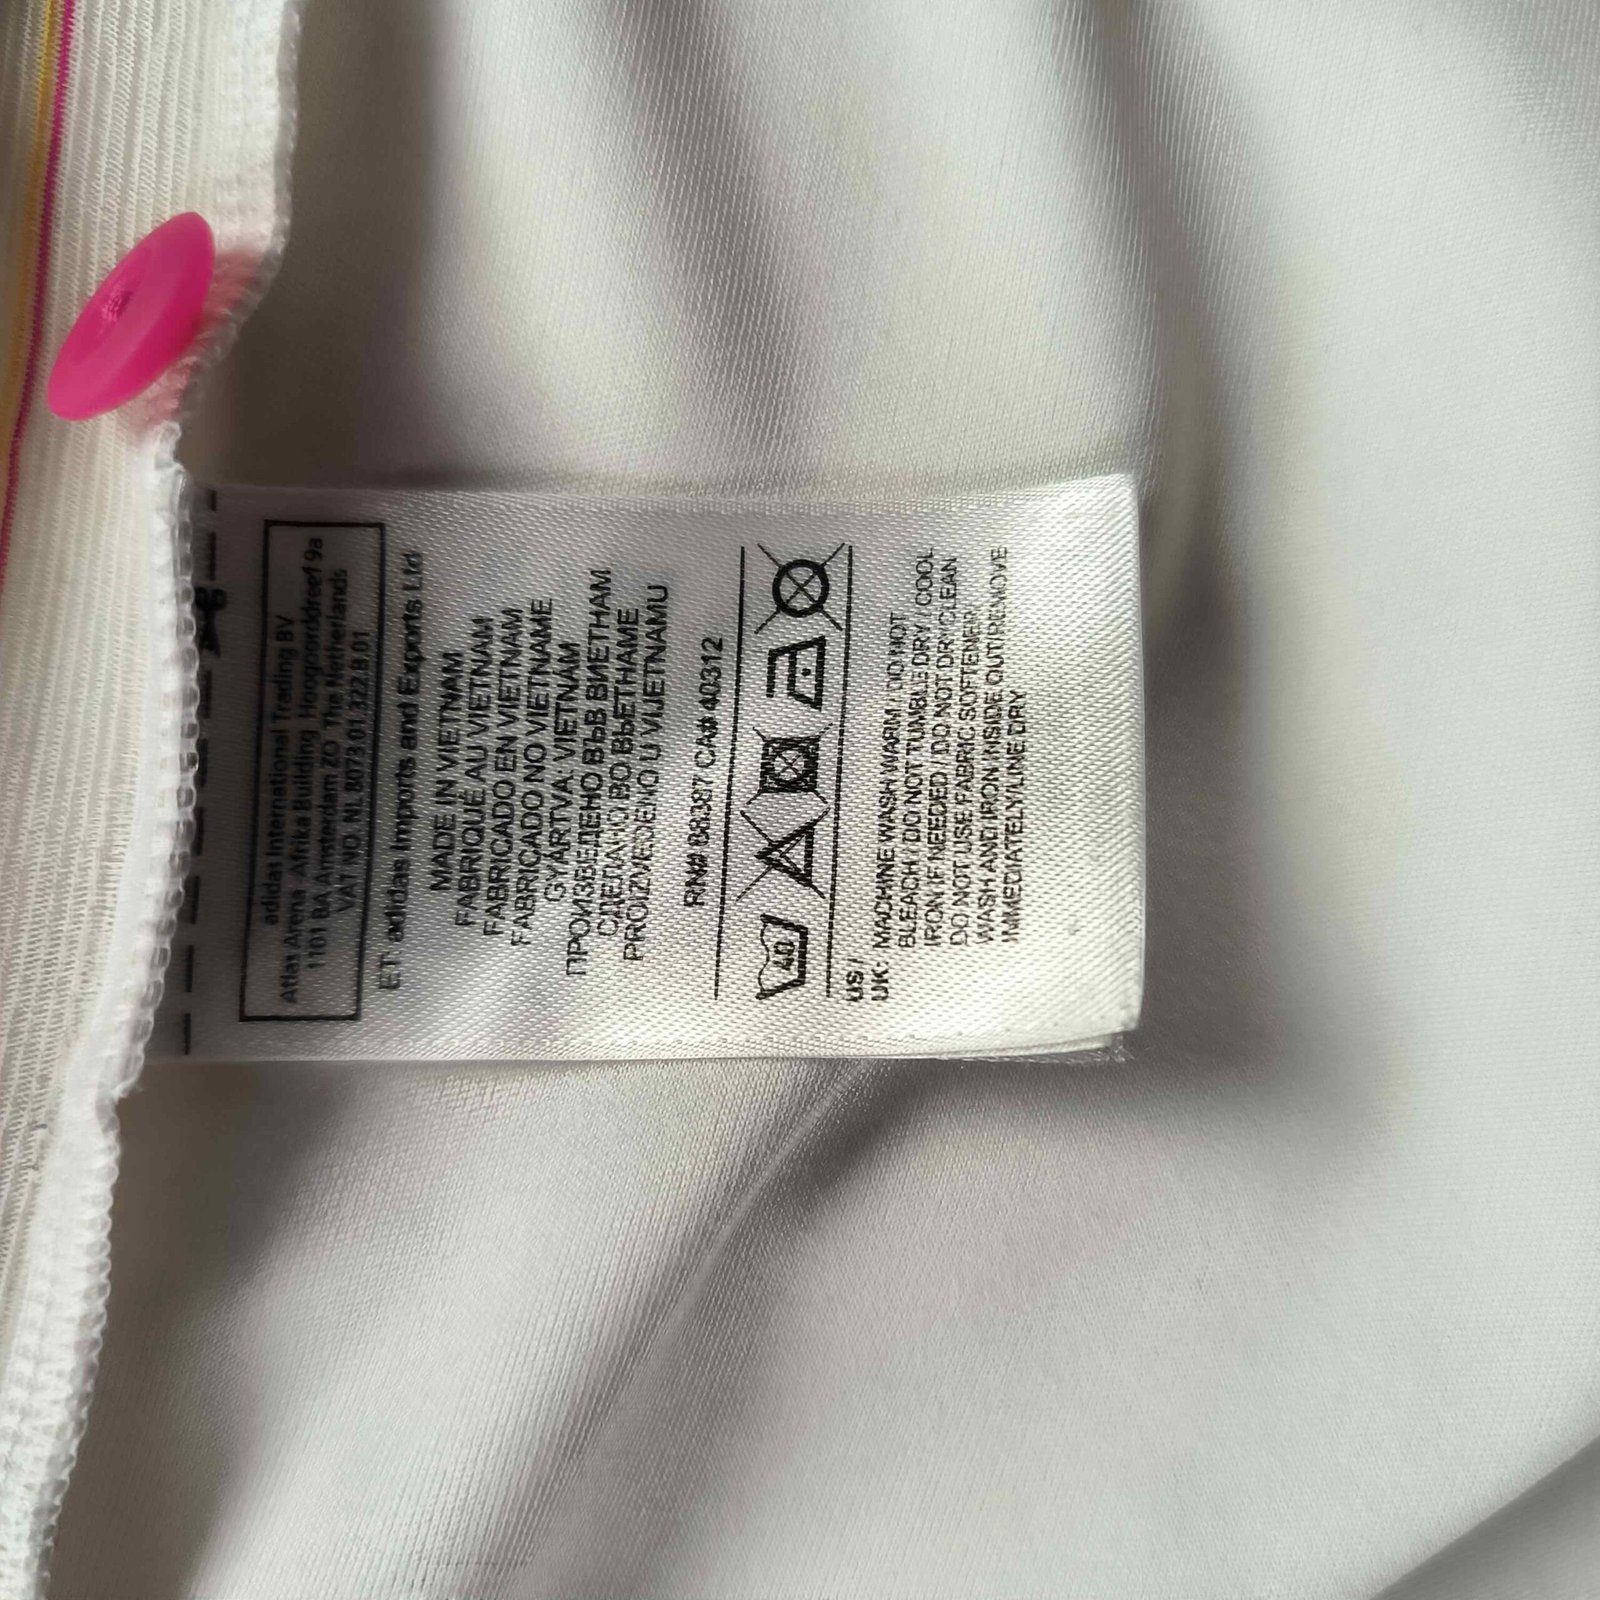 adidas International Trading BV
Atlas Arena Afrika Building Hoogoorddreef 9a
1101 BA Amsterdam ZO The Netherlands
VAT NO. NL 8073.01.322.B.01
ET adidas Imports and Exports Ltd
MADE IN VIETNAM
FABRIQUÉ AU VIETNAM
FABRICADO EN VIETNAM
FABRICADO NO VIETNAME
GYÁRTVA: VIETNAM
ПРОИЗВЕДЕНО ВЪВ ВИЕТНАМ
СДЕЛАНО ВО ВЬЕТНАМЕ
PROIZVEDENO U VIJETNAMU
RN# 88387 CA# 40312
40
US /
UK: MACHINE WASH WARM / DO NOT
BLEACH / DO NOT TUMBLE DRY / COOL
IRON IF NEEDED / DO NOT DRYCLEAN
DO NOT USE FABRIC SOFTENER/
WASH AND IRON INSIDE OUT/REMOVE
IMMEDIATELY/LINE DRY